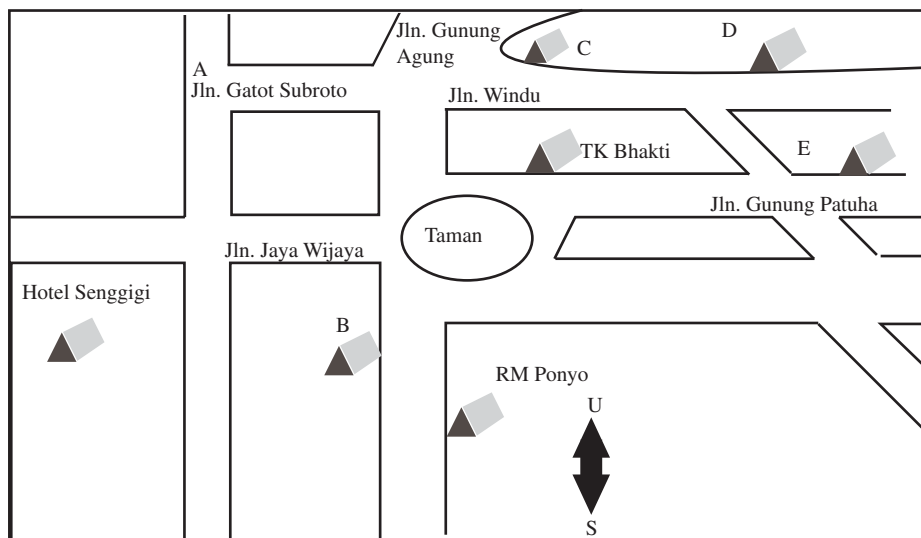 Jln. Gunung
Agung
C
D
A
Jln. Gatot Subroto
Jln. Windu
TK Bhakti
E
Jln. Gunung Patuha
Taman
Jln. Jaya Wijaya
Hotel Senggigi
B
RM Ponyo
U
S